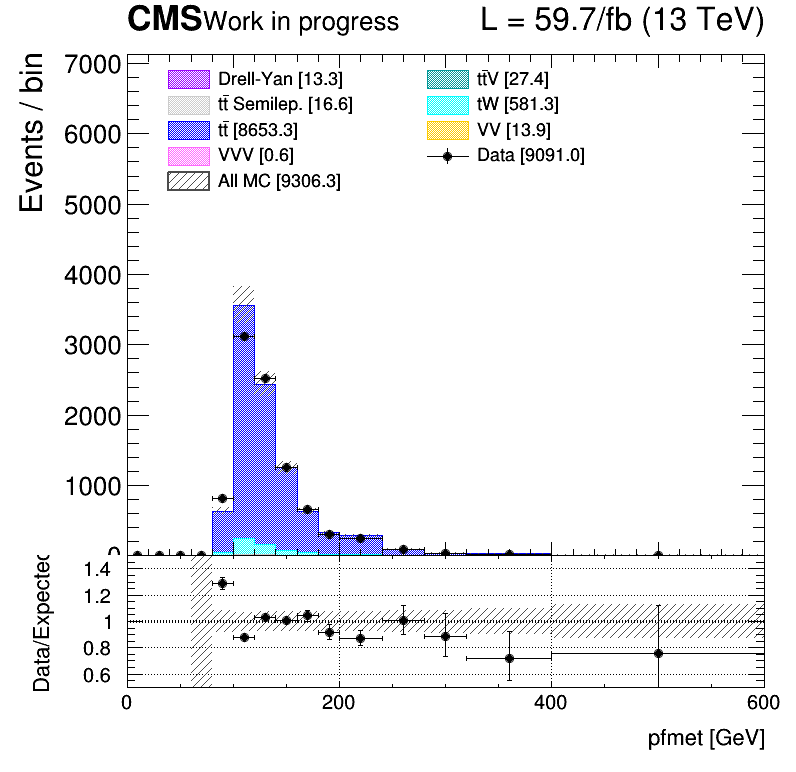 CMS Work in progress L = 59.7/fb (13 TeV)
Events / bin
7000
6000
5000
4000
3000
2000
1000
0
Drell-Yan [13.3]
tt̄ Semilep. [16.6]
tt̄ [8653.3]
VVV [0.6]
All MC [9306.3]
tt̄V [27.4]
tW [581.3]
VV [13.9]
Data [9091.0]
Data/Expected
1.4
1.2
1
0.8
0.6
0 200 400 600
pfmet [GeV]